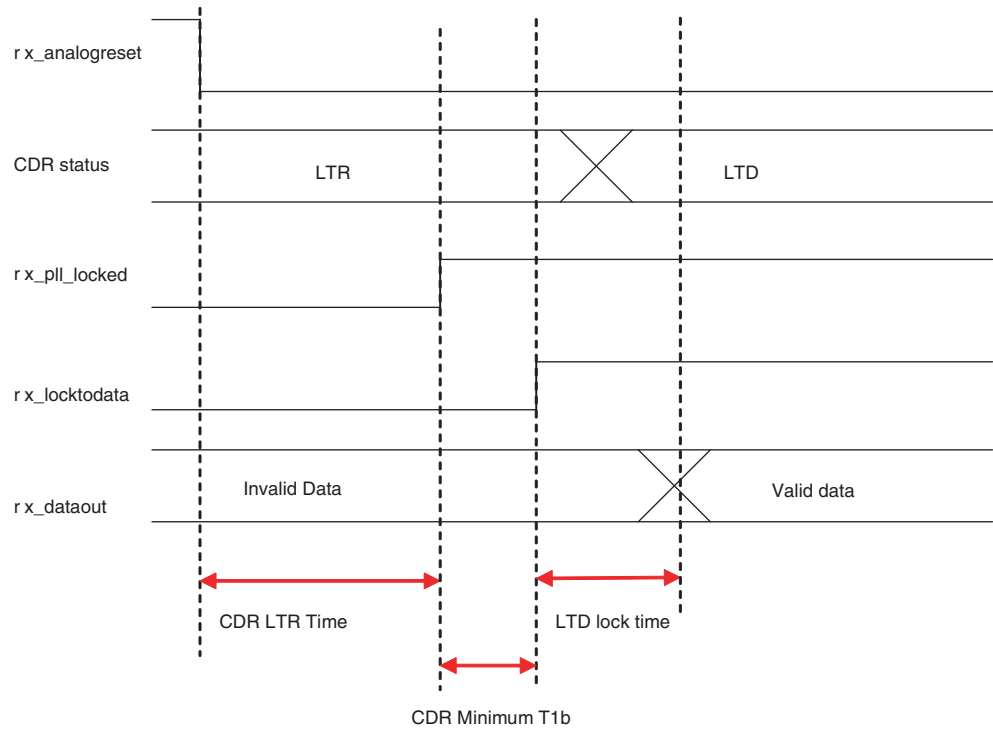 r x_analogreset
CDR status
LTR
LTD
r x_pll_locked
r x_locktodata
Invalid Data
Valid data
r x_dataout
CDR LTR Time
LTD lock time
CDR Minimum T1b